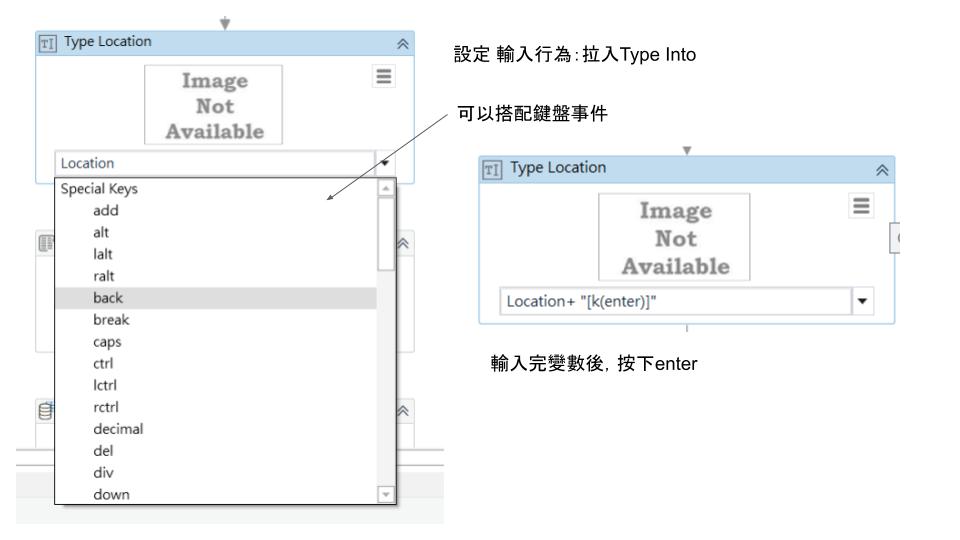 Type Location
Image
Not
Available
Location
Special Keys
add
alt
lalt
ralt
back
break
caps
ctrl
lctrl
rctrl
decimal
del
div
down
設定 輸入行為：拉入Type Into
可以搭配鍵盤事件
Type Location
Image
Not
Available
Location+ "[k(enter)]"
輸入完變數後, 按下enter